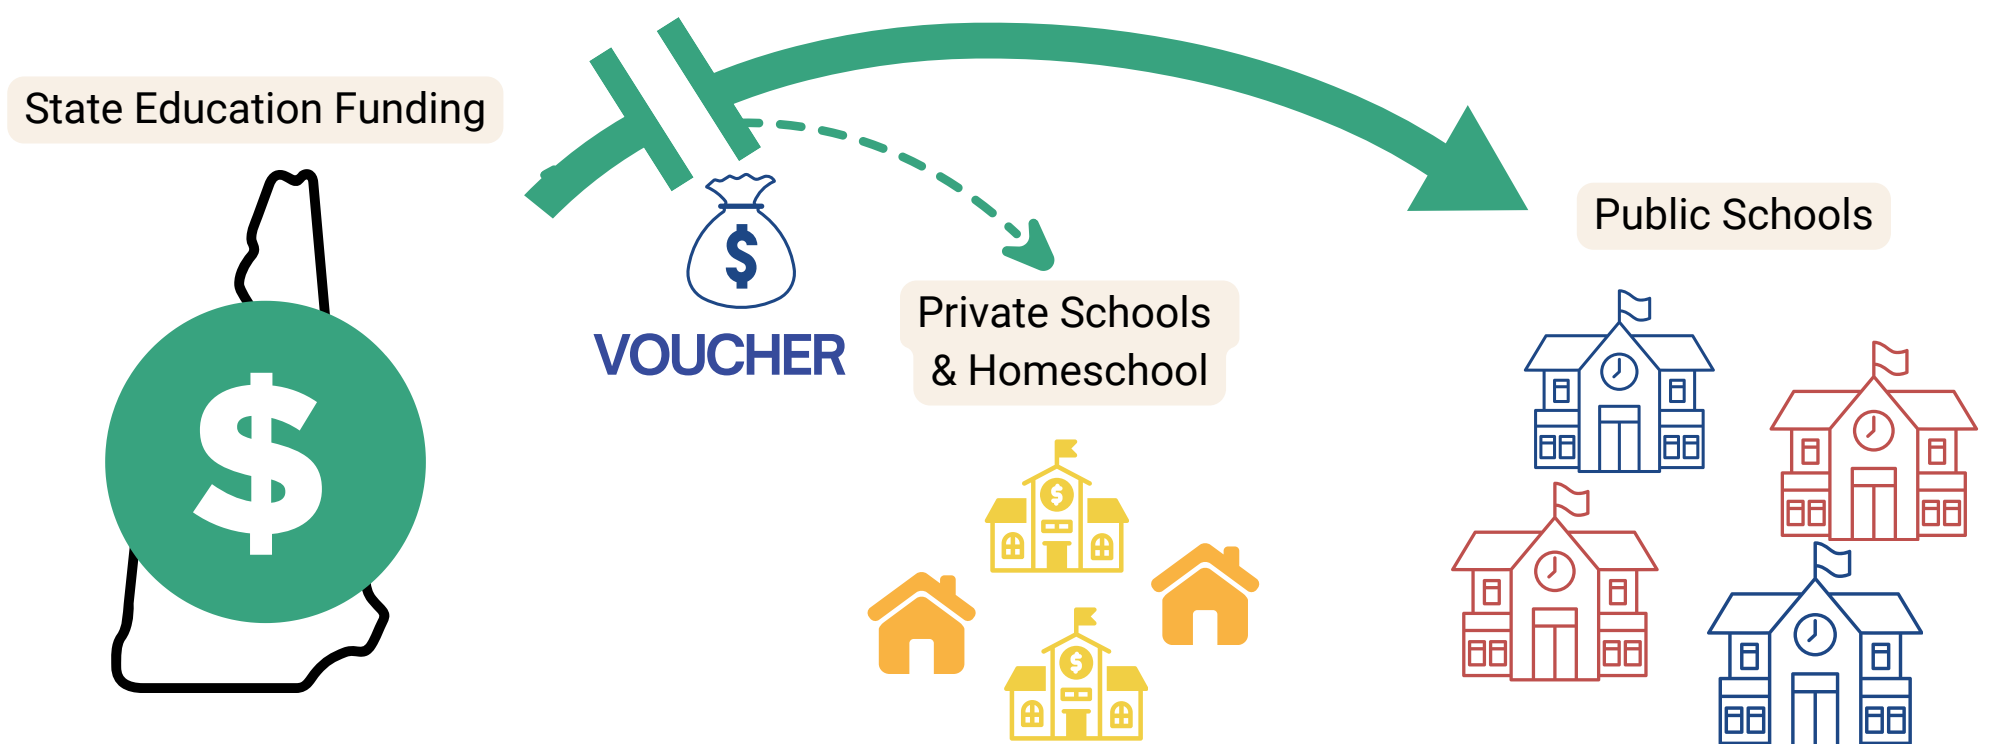 State Education Funding
$
$
VOUCHER
Private Schools
& Homeschool
$
$
Public Schools